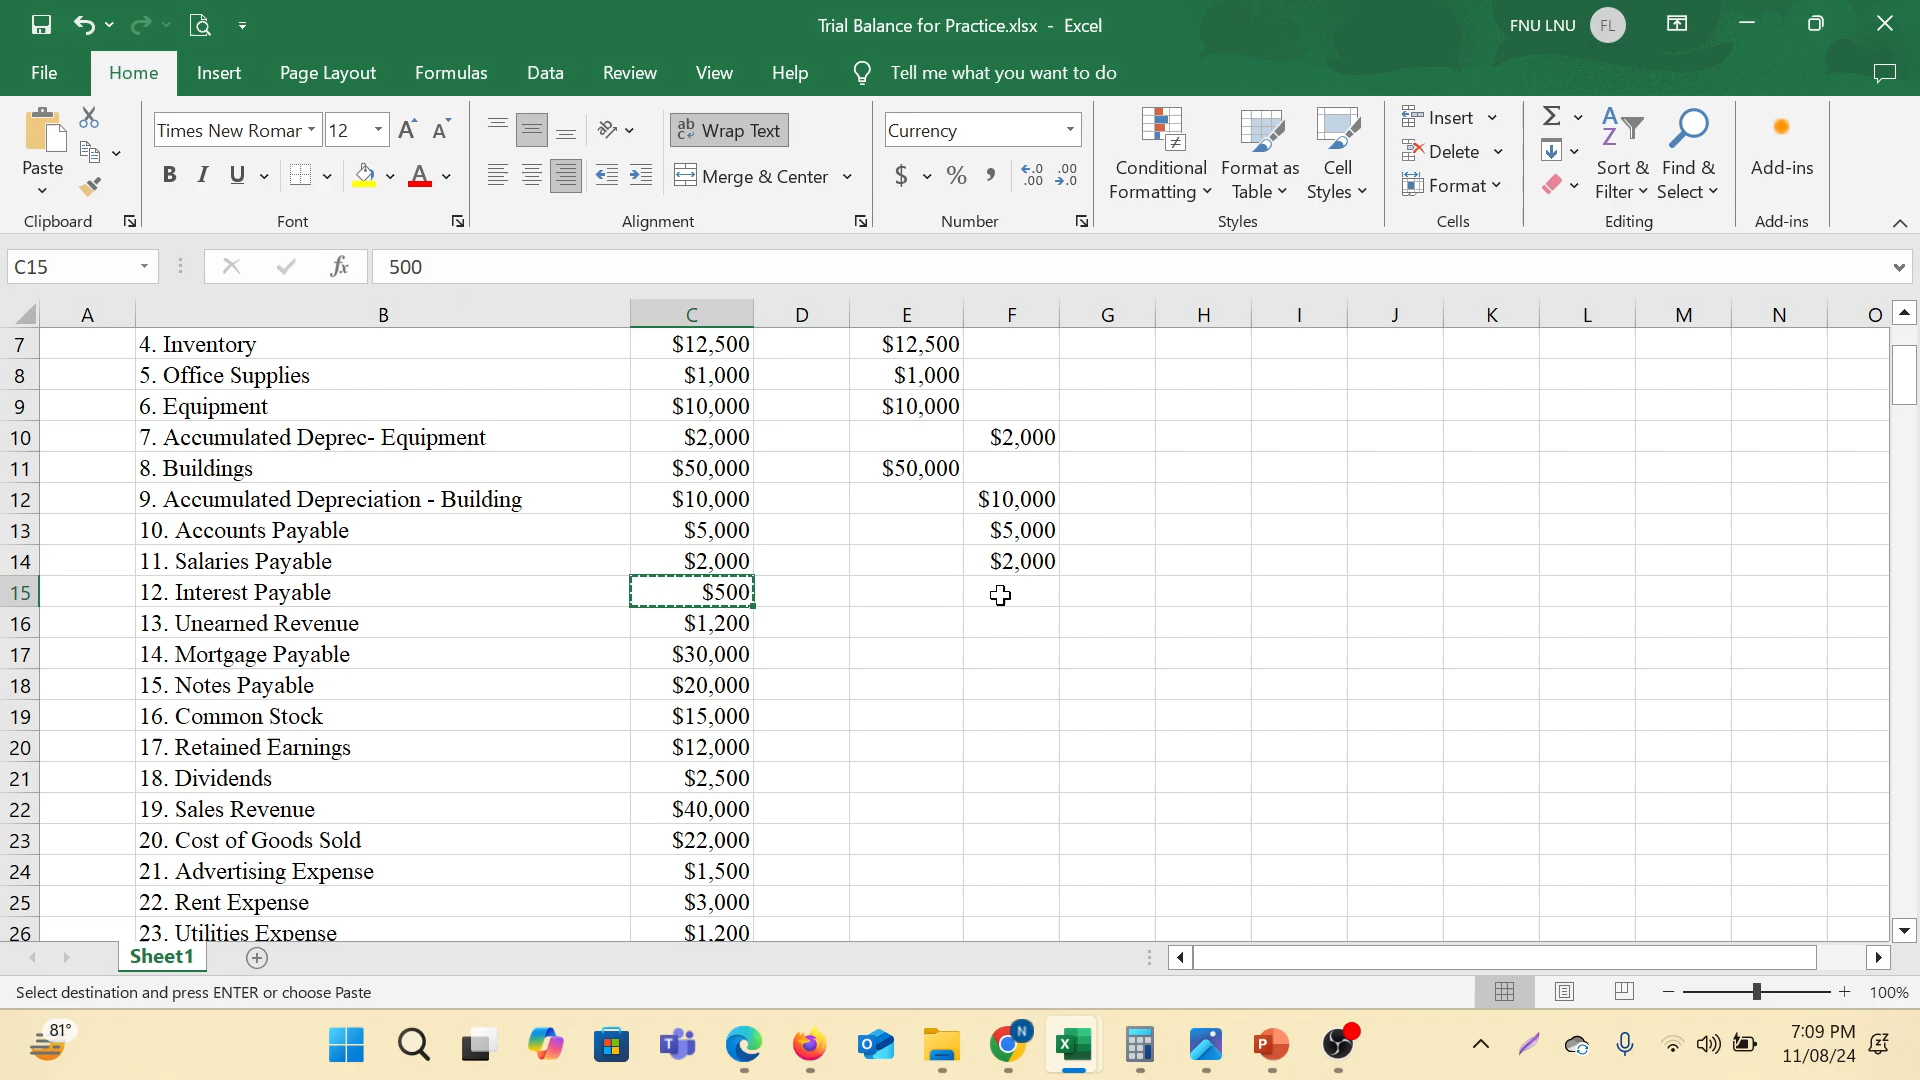 Trial Balance for Practice.xlsx - Excel
FNU LNU FL
File Home Insert Page Layout Formulas Data Review View Help Tell me what you want to do
Paste
Clipboard
Times New Romar 12
B I U A
Font
ab Wrap Text
Merge & Center
Alignment
Currency
$ % ,
Number
Conditional Formatting
Format as Table
Cell Styles
Styles
Insert
Delete
Format
Cells
Sort & Filter
Find & Select
Editing
Add-ins
Add-ins
C15 fx 500
A B C D E F G H I J K L M N O
7 4. Inventory $12,500 $12,500
8 5. Office Supplies $1,000 $1,000
9 6. Equipment $10,000 $10,000
10 7. Accumulated Deprec- Equipment $2,000 $2,000
11 8. Buildings $50,000 $50,000
12 9. Accumulated Depreciation - Building $10,000 $10,000
13 10. Accounts Payable $5,000 $5,000
14 11. Salaries Payable $2,000 $2,000
15 12. Interest Payable $500
16 13. Unearned Revenue $1,200
17 14. Mortgage Payable $30,000
18 15. Notes Payable $20,000
19 16. Common Stock $15,000
20 17. Retained Earnings $12,000
21 18. Dividends $2,500
22 19. Sales Revenue $40,000
23 20. Cost of Goods Sold $22,000
24 21. Advertising Expense $1,500
25 22. Rent Expense $3,000
26 23. Utilities Expense $1,200
Sheet1
Select destination and press ENTER or choose Paste
100%
81°
7:09 PM
11/08/24